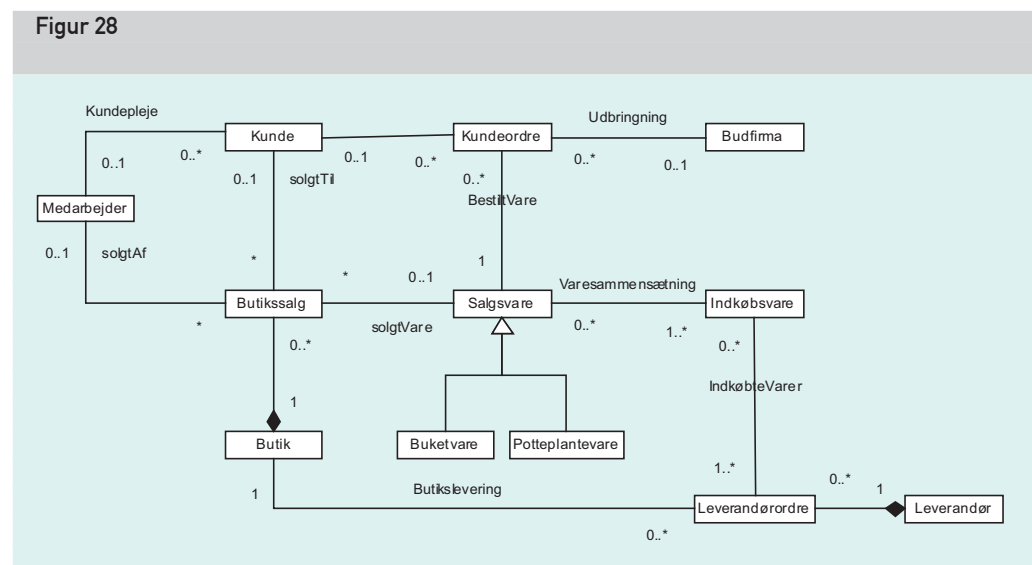 Figur 28
Kundepleje
Udbringning
Kunde
Kundeordre
Budfirma
0..1
0..*
0..1
0..*
0..*
0..1
0..1
solgtTil
0..*
BestiltVare
Medarbejder
0..1
solgtAf
*
*
0..1
1
Varesammensætning
Butikssalg
Salgsvare
Indkøbsvare
*
0..*
solgtVare
0..*
1..*
0..*
IndkøbteVarer
1
Butik
Buketvare
Potteplantevare
1
Butikslevering
1..*
0..*
1
Leverandørordre
Leverandør
0..*